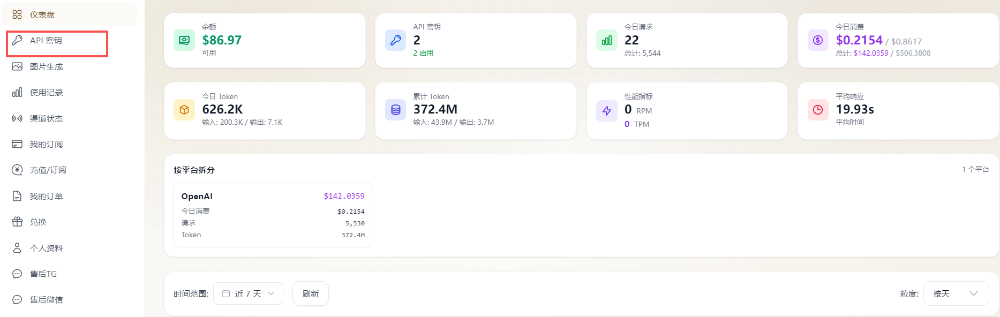 仪表盘
API 密钥
图片生成
使用记录
渠道状态
我的订阅
充值/订阅
我的订单
兑换
个人资料
售后TG
售后微信
余额
$86.97
可用
API 密钥
2
2 启用
今日请求
22
总计: 5,544
今日消费
$0.2154 / $0.8617
总计: $142.0359 / $506.3808
今日 Token
626.2K
输入: 200.3K / 输出: 7.1K
累计 Token
372.4M
输入: 43.9M / 输出: 3.7M
性能指标
0 RPM
0 TPM
平均响应
19.93s
平均时间
按平台拆分
1 个平台
OpenAI $142.0359
今日消费 $0.2154
请求 5,530
Token 372.4M
时间范围: 近 7 天 刷新 粒度: 按天